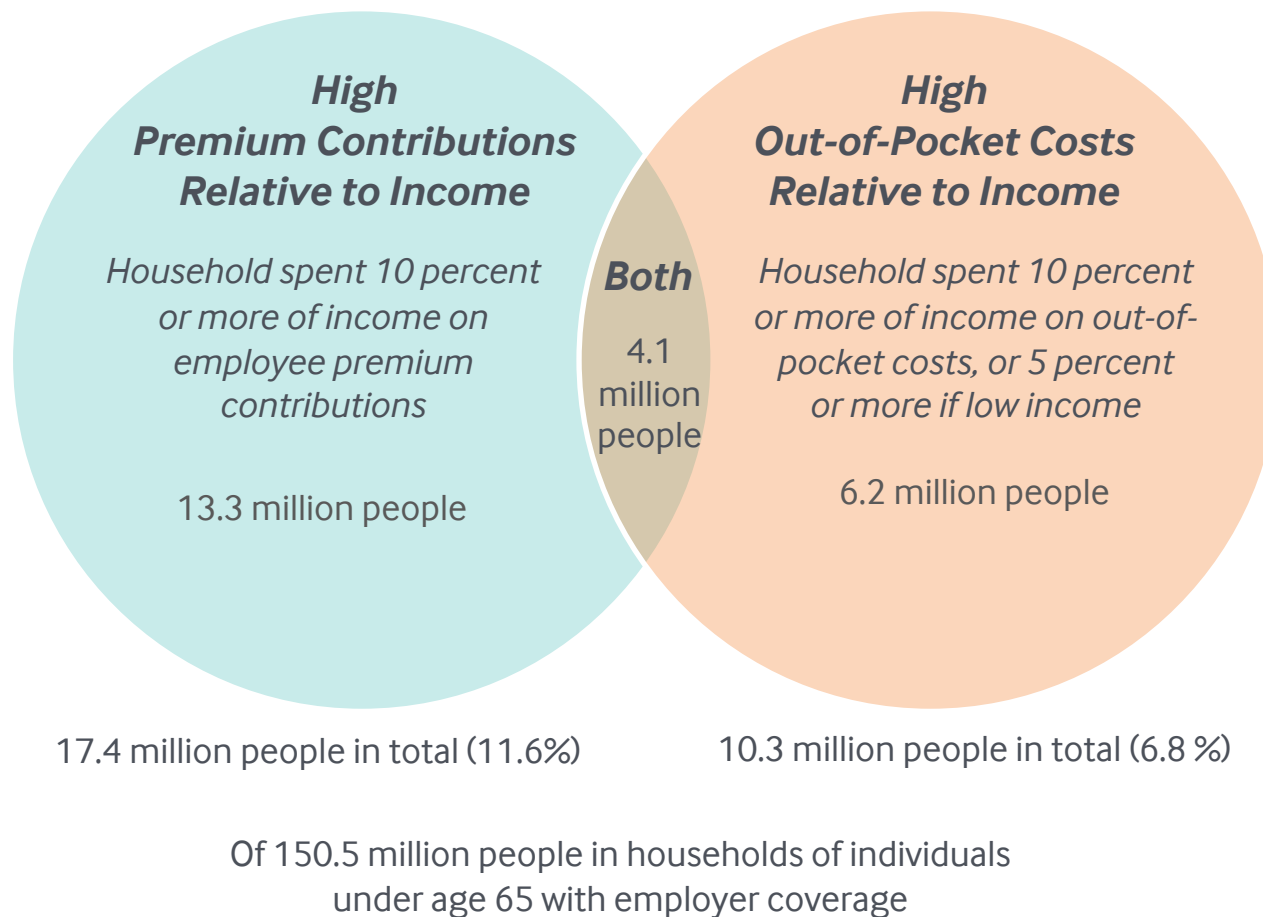 High
Premium Contributions
Relative to Income
Household spent 10 percent
or more of income on
employee premium
contributions
13.3 million people
Both
4.1
million
people
High
Out-of-Pocket Costs
Relative to Income
Household spent 10 percent
or more of income on out-of-
pocket costs, or 5 percent
or more if low income
6.2 million people
17.4 million people in total (11.6%)
10.3 million people in total (6.8 %)
Of 150.5 million people in households of individuals
under age 65 with employer coverage